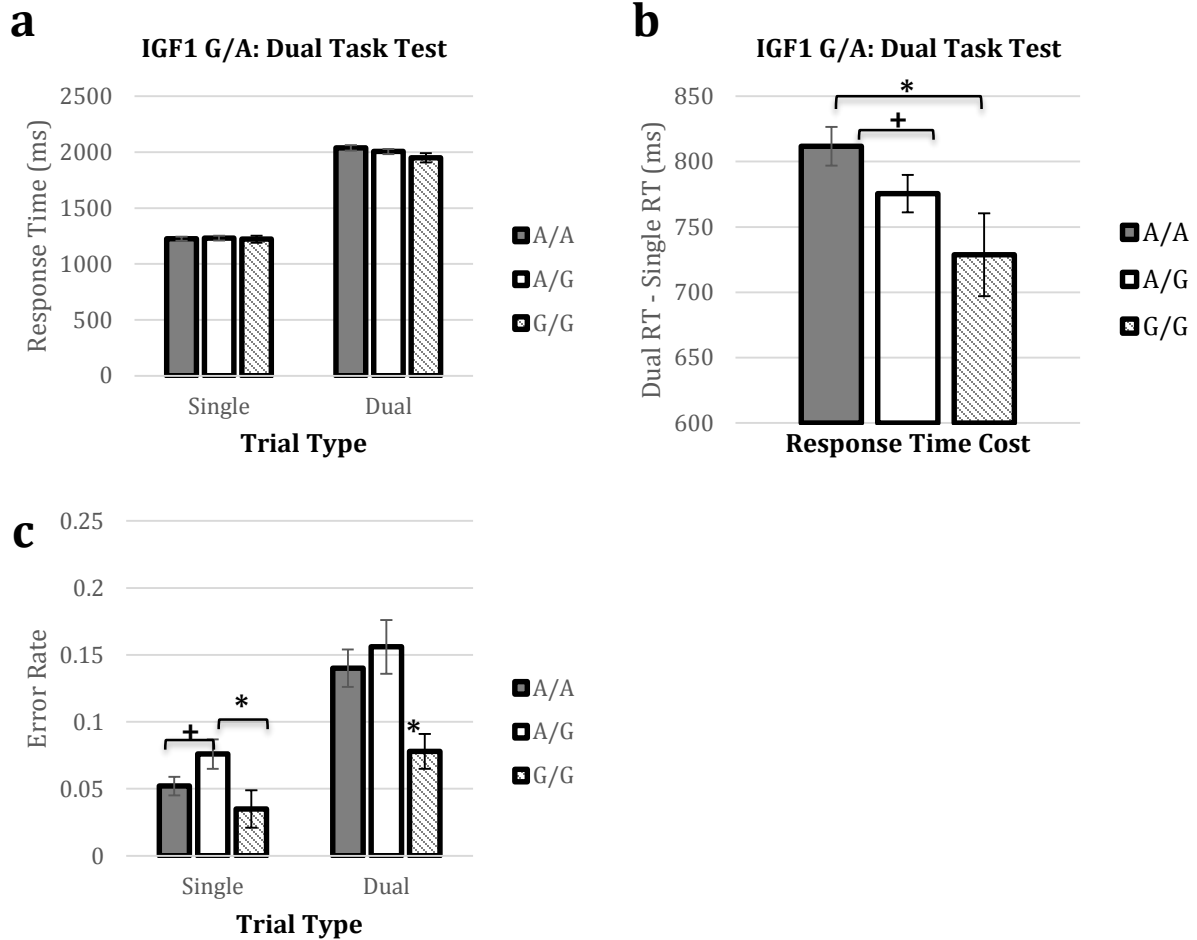 a
IGF1 G/A: Dual Task Test
Response Time (ms)
2500
2000
1500
1000
500
0
Single
Dual
Trial Type
A/A
A/G
G/G
b
IGF1 G/A: Dual Task Test
Dual RT - Single RT (ms)
850
800
750
700
650
600
*
+
Response Time Cost
A/A
A/G
G/G
c
Error Rate
0.25
0.2
0.15
0.1
0.05
0
+
*
*
Single
Dual
Trial Type
A/A
A/G
G/G